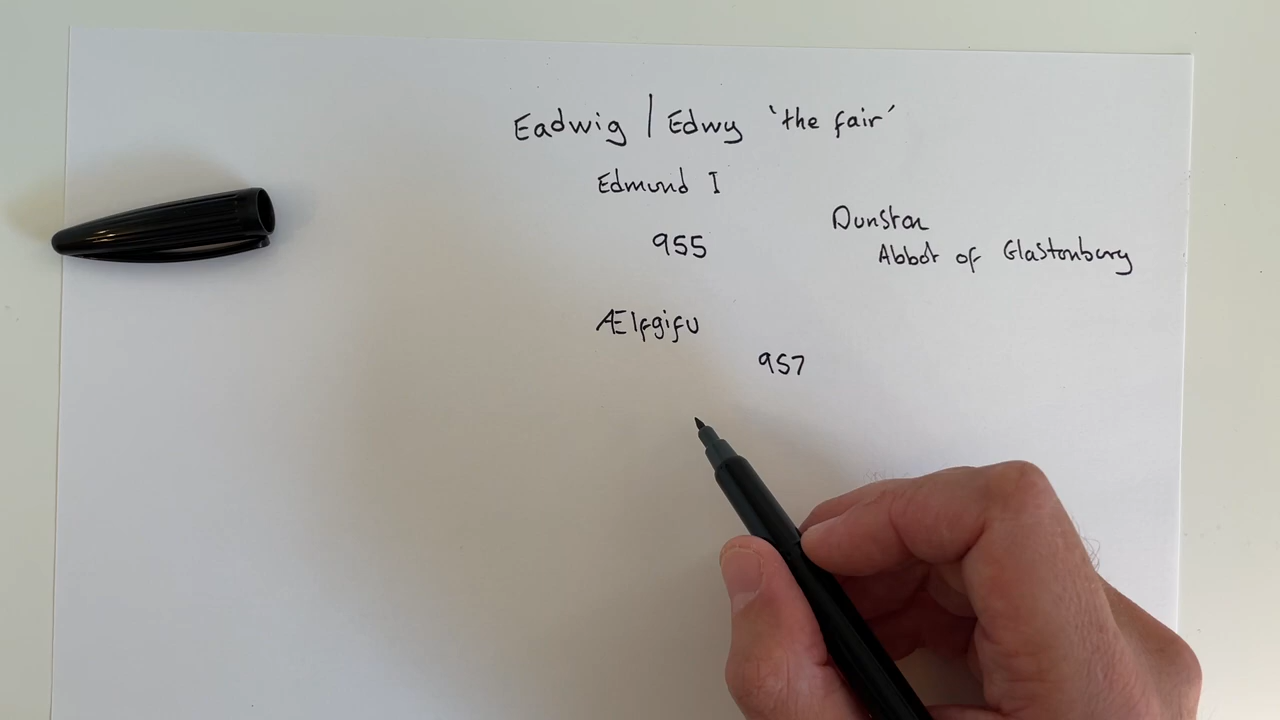 Eadwig | Edwy 'the fair'
Edmund I
Dunstan
955
Abbot of Glastonbury
Ælfgifu
957